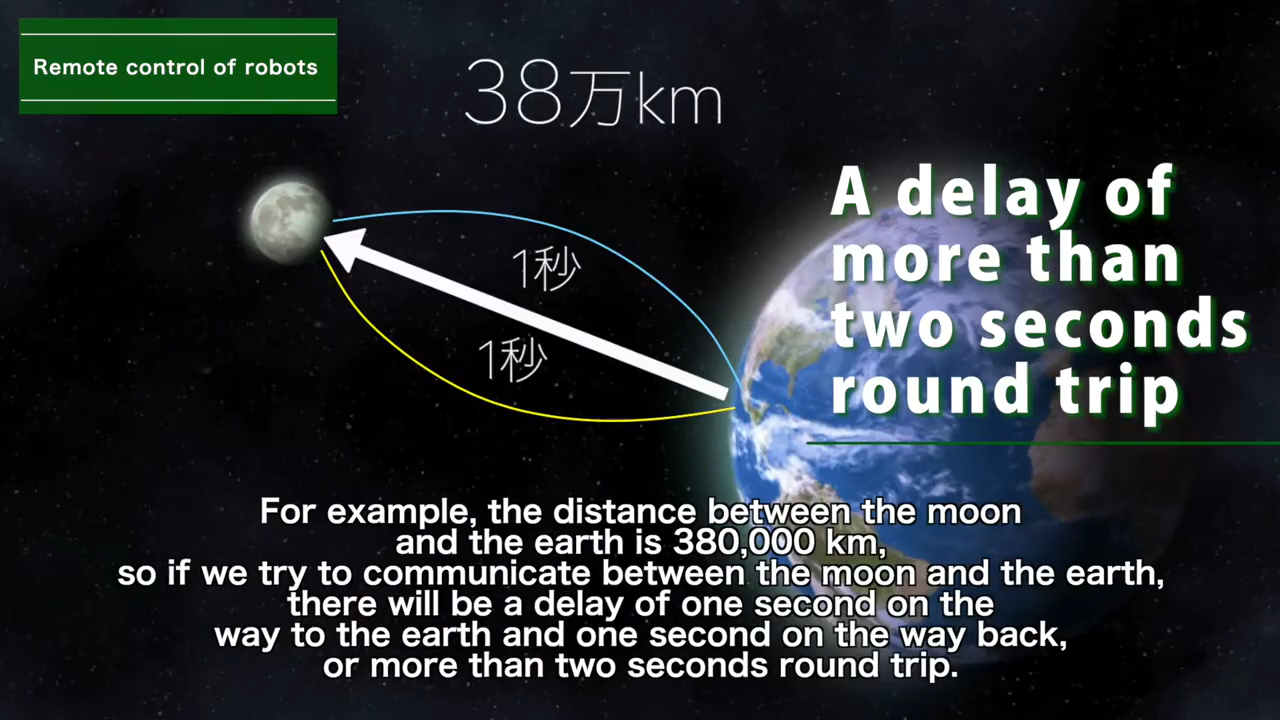 Remote control of robots
38万km
A delay of
more than
two seconds
round trip
1秒
1秒
For example, the distance between the moon
and the earth is 380,000 km,
so if we try to communicate between the moon and the earth,
there will be a delay of one second on the
way to the earth and one second on the way back,
or more than two seconds round trip.